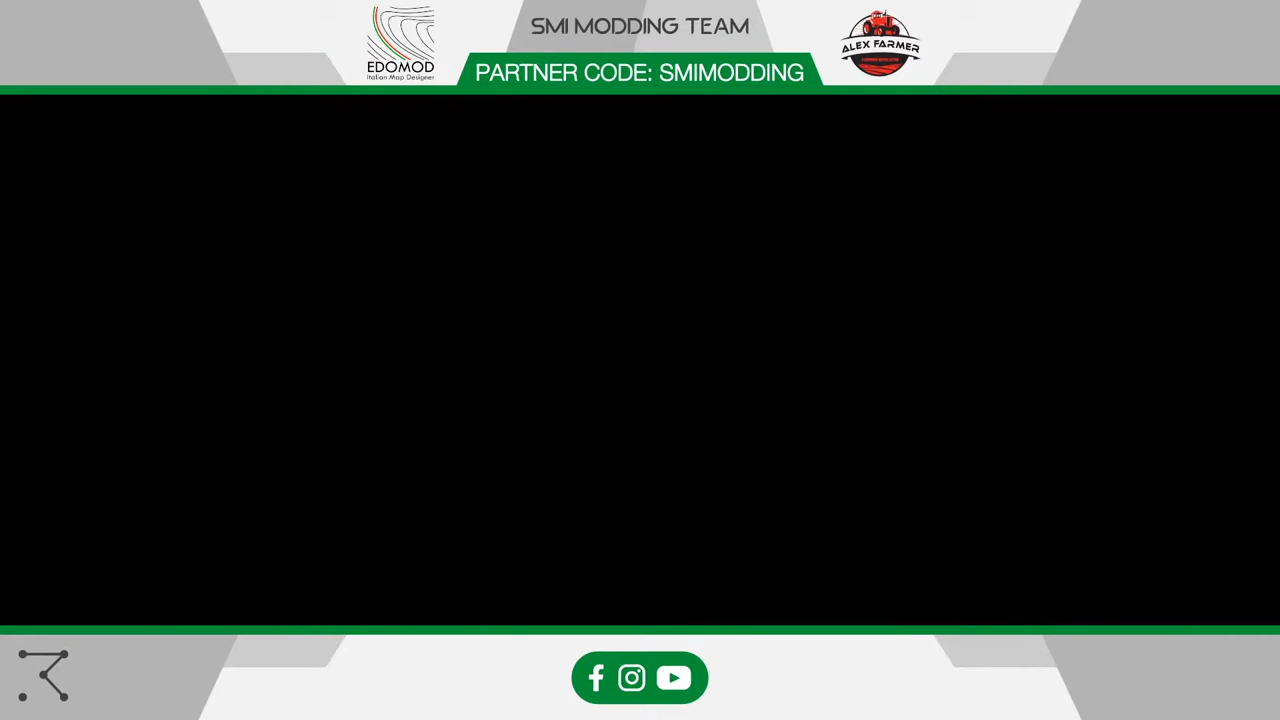 SMI MODDING TEAM
EDOMOD
Italian Map Designer
ALEX FARMER
PARTNER CODE: SMIMODDING